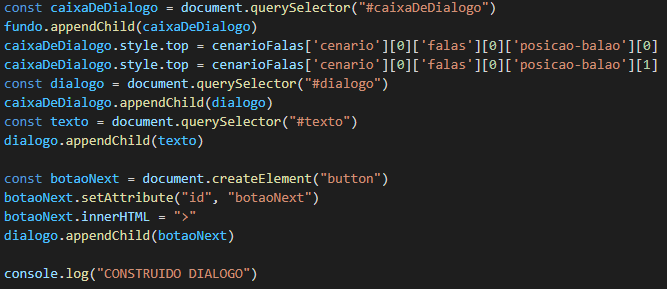 const caixaDeDialogo = document.querySelector("#caixaDeDialogo")
fundo.appendChild(caixaDeDialogo)
caixaDeDialogo.style.top = cenarioFalas['cenario'][0]['falas'][0]['posicao-balao'][0]
caixaDeDialogo.style.top = cenarioFalas['cenario'][0]['falas'][0]['posicao-balao'][1]
const dialogo = document.querySelector("#dialogo")
caixaDeDialogo.appendChild(dialogo)
const texto = document.querySelector("#texto")
dialogo.appendChild(texto)
const botaoNext = document.createElement("button")
botaoNext.setAttribute("id", "botaoNext")
botaoNext.innerHTML = ">"
dialogo.appendChild(botaoNext)
console.log("CONSTRUIDO DIALOGO")